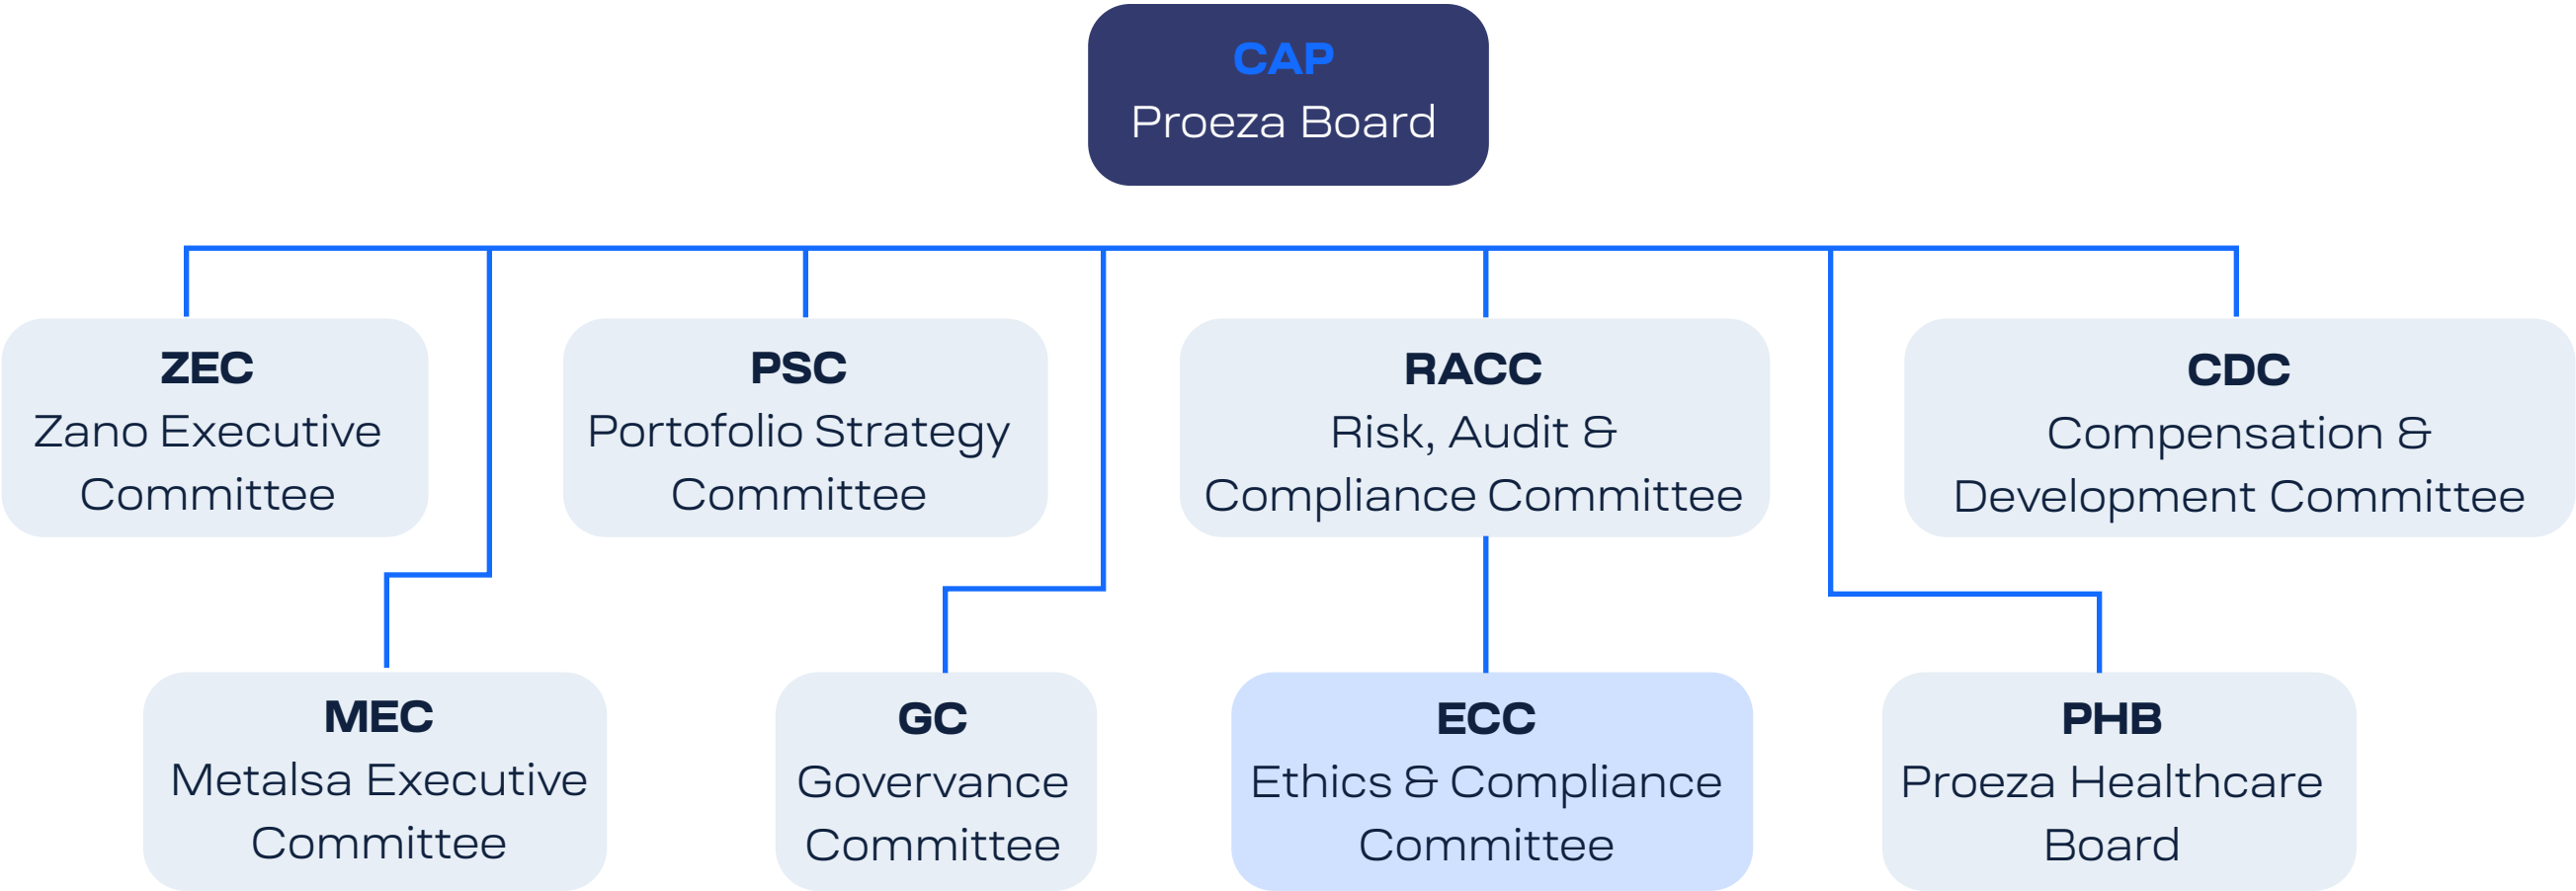 CAP
Proeza Board
ZEC
Zano Executive
Committee
PSC
Portofolio Strategy
Committee
RACC
Risk, Audit &
Compliance Committee
CDC
Compensation &
Development Committee
MEC
Metalsa Executive
Committee
GC
Govervance
Committee
ECC
Ethics & Compliance
Committee
PHB
Proeza Healthcare
Board